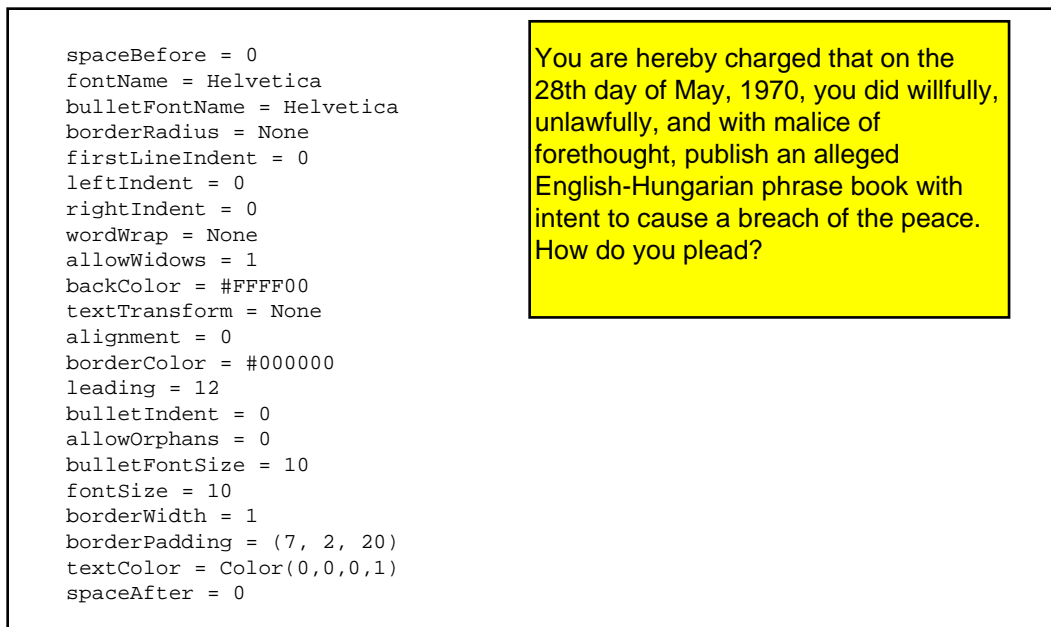 spaceBefore = 0
fontName = Helvetica
bulletFontName = Helvetica
borderRadius = None
firstLineIndent = 0
leftIndent = 0
rightIndent = 0
wordWrap = None
allowWidows = 1
backColor = #FFFF00
textTransform = None
alignment = 0
borderColor = #000000
leading = 12
bulletIndent = 0
allowOrphans = 0
bulletFontSize = 10
fontSize = 10
borderWidth = 1
borderPadding = (7, 2, 20)
textColor = Color(0,0,0,1)
spaceAfter = 0
You are hereby charged that on the
28th day of May, 1970, you did willfully,
unlawfully, and with malice of
forethought, publish an alleged
English-Hungarian phrase book with
intent to cause a breach of the peace.
How do you plead?